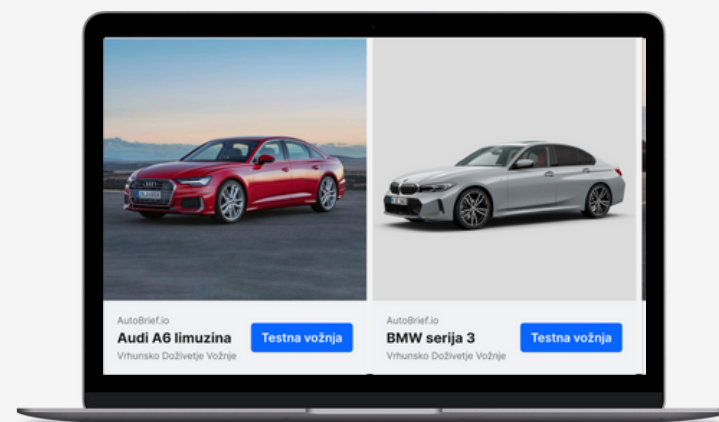 AutoBrief.io
Audi A6 limuzina
Vrhunsko Doživetje Vožnje
Testna vožnja
AutoBrief.io
BMW serija 3
Vrhunsko Doživetje Vožnje
Testna vožnja